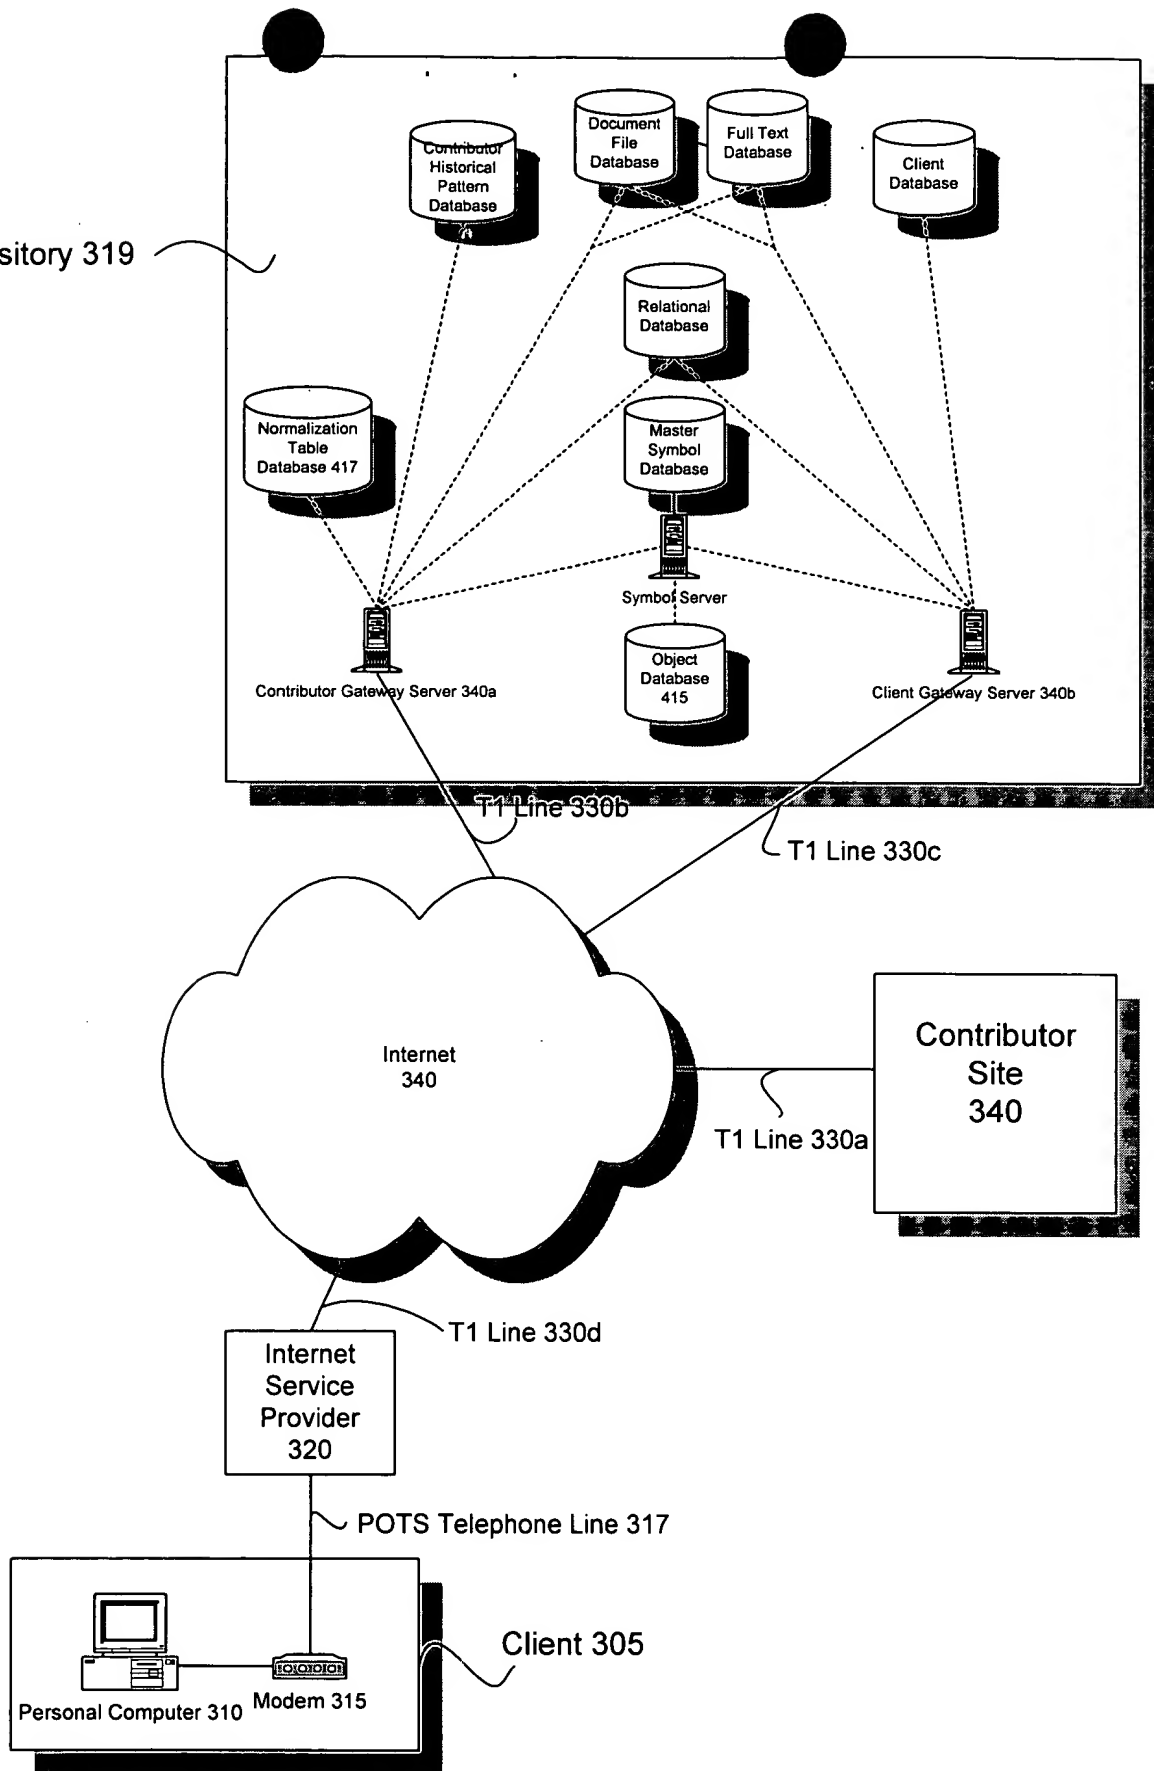 Contributor
Historical
Pattern
Database
Document
File
Database
Full Text
Database
Client
Database
sitory 319
Relational
Database
Normalization
Table
Database 417
Master
Symbol
Database
Symbol Server
Object
Database
415
Contributor Gateway Server 340a
Client Gateway Server 340b
T1 Line 330b
T1 Line 330c
Internet
340
Contributor
Site
340
T1 Line 330a
T1 Line 330d
Internet
Service
Provider
320
POTS Telephone Line 317
Client 305
Personal Computer 310
Modem 315